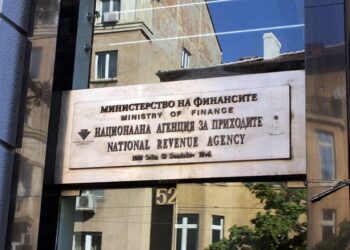 МИНИСТЕРСТВО НА ФИНАНСИТЕ
MINISTRY OF FINANCE
НАЦИОНАЛНА АГЕНЦИЯ ЗА ПРИХОДИТЕ
NATIONAL REVENUE AGENCY
52